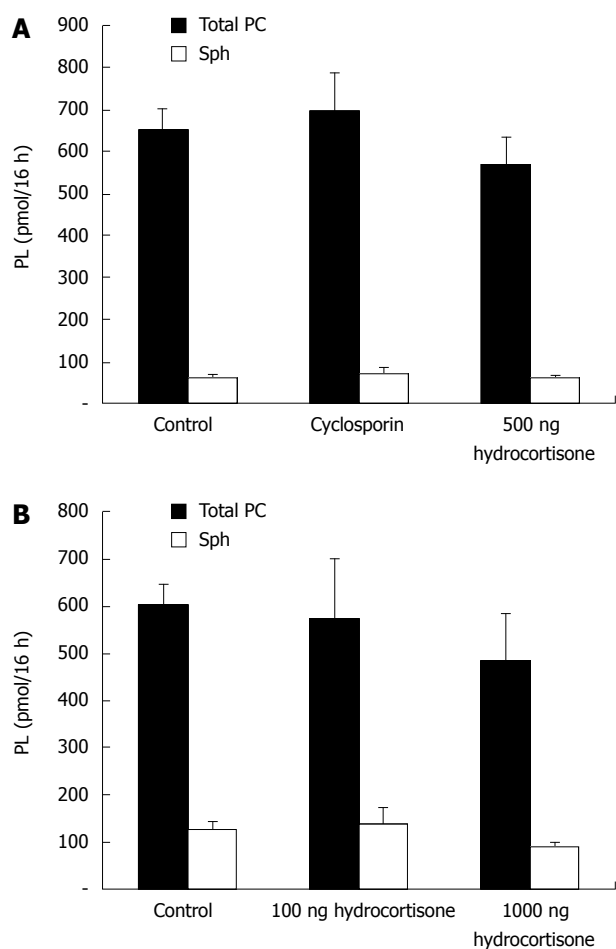 A
Total PC
Sph
PL (pmol/16 h)
900
800
700
600
500
400
300
200
100
-
Control
Cyclosporin
500 ng
hydrocortisone
B
Total PC
Sph
PL (pmol/16 h)
800
700
600
500
400
300
200
100
-
Control
100 ng hydrocortisone
1000 ng
hydrocortisone